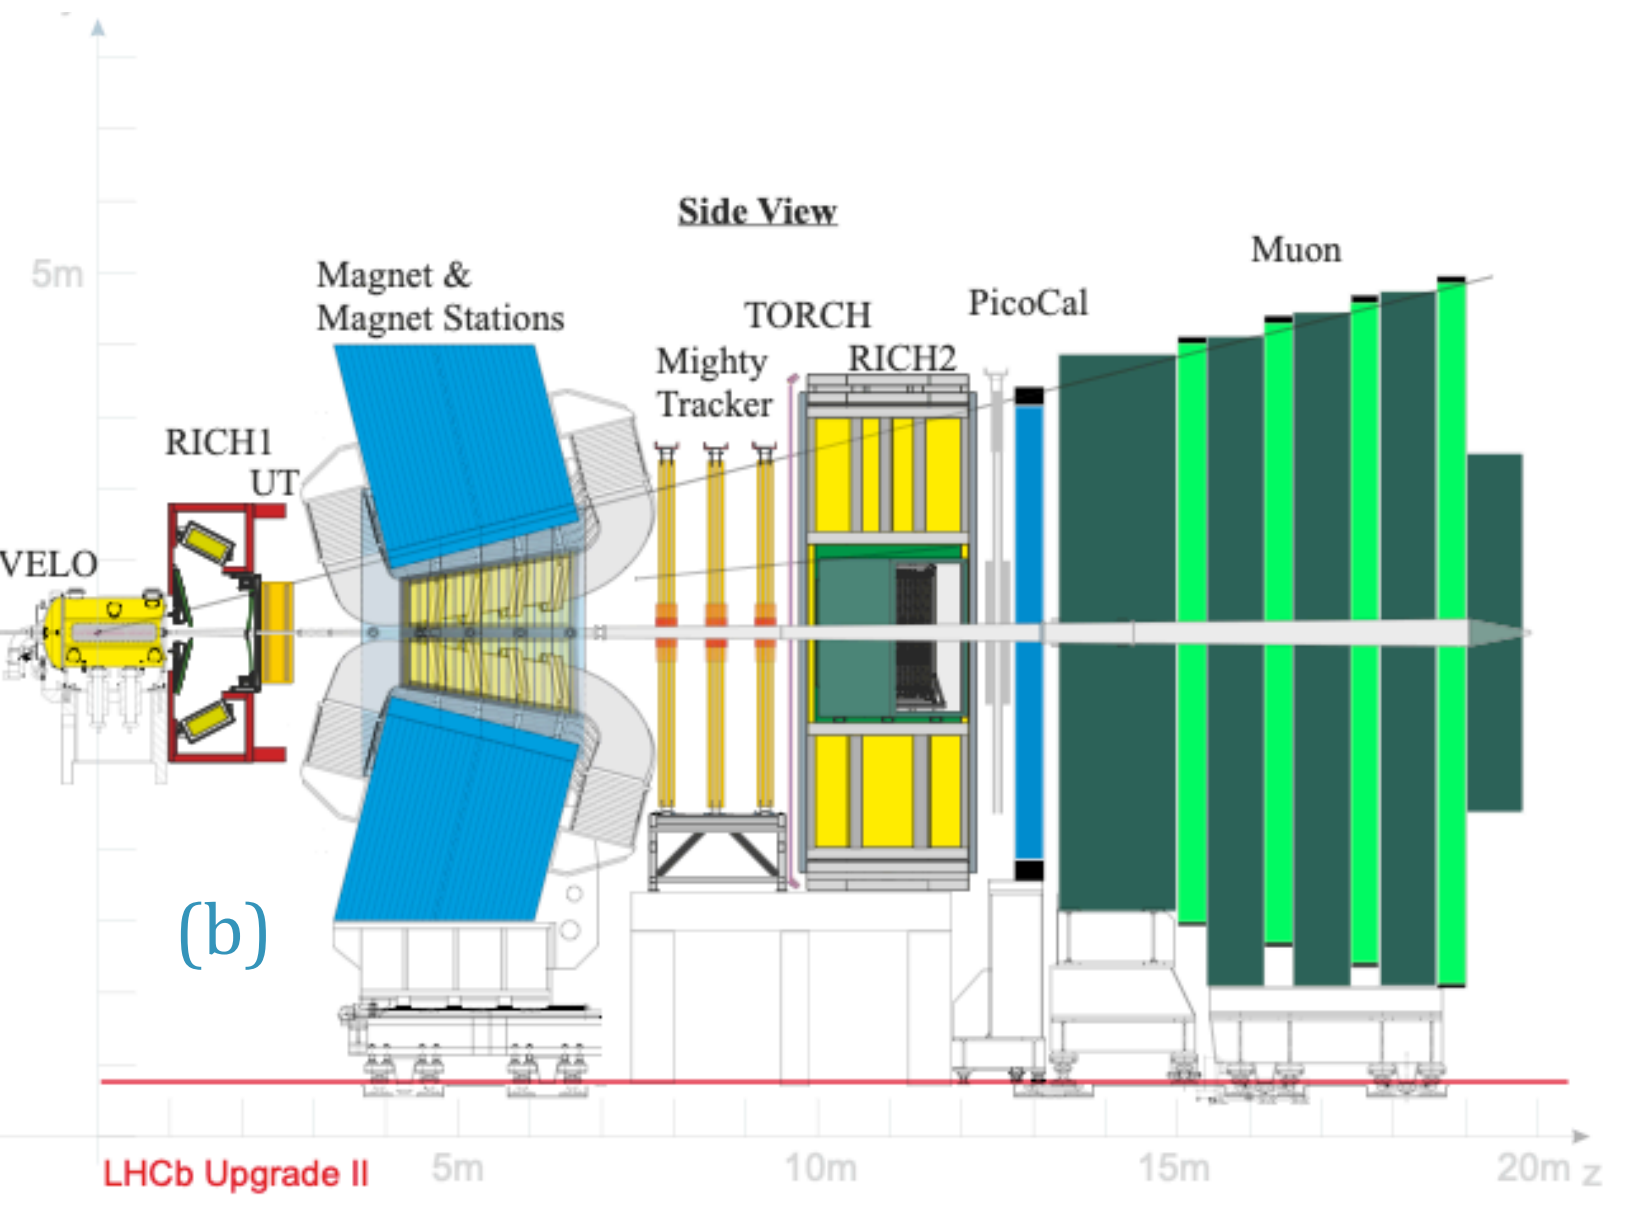 Side View
Muon
5m
Magnet &
Magnet Stations
PicoCal
TORCH
RICH2
Mighty
Tracker
RICH1
UT
VELO
(b)
LHCb Upgrade II
5m
10m
15m
20m
z